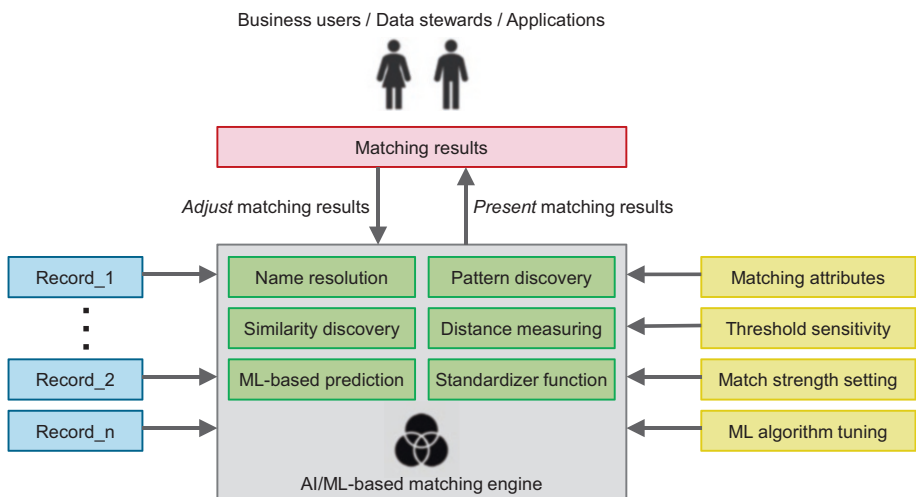 Business users / Data stewards / Applications
Matching results
Adjust matching results
Present matching results
Record_1
Name resolution
Pattern discovery
Matching attributes
Similarity discovery
Distance measuring
Threshold sensitivity
Record_2
ML-based prediction
Standardizer function
Match strength setting
Record_n
ML algorithm tuning
AI/ML-based matching engine